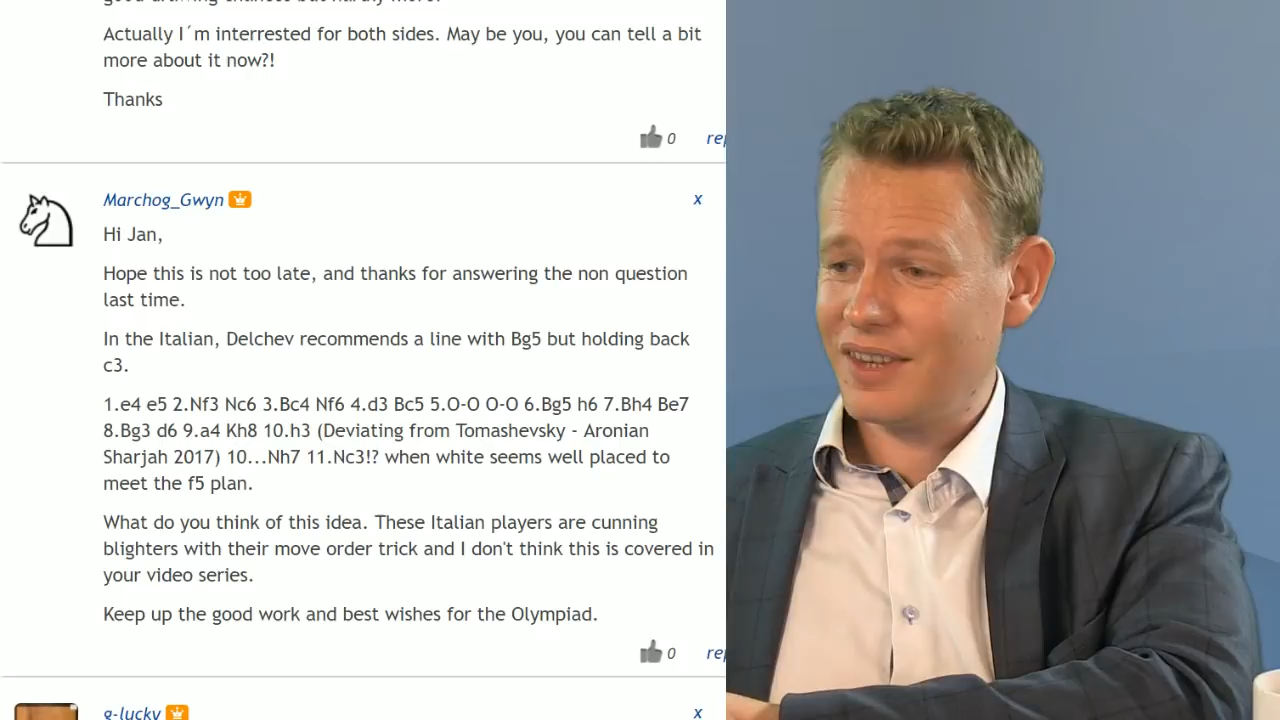 Actually I´m interrested for both sides. May be you, you can tell a bit
more about it now?!
Thanks
0
Marchog_Gwyn
x
Hi Jan,
Hope this is not too late, and thanks for answering the non question
last time.
In the Italian, Delchev recommends a line with Bg5 but holding back
c3.
1.e4 e5 2.Nf3 Nc6 3.Bc4 Nf6 4.d3 Bc5 5.O-O O-O 6.Bg5 h6 7.Bh4 Be7
8.Bg3 d6 9.a4 Kh8 10.h3 (Deviating from Tomashevsky - Aronian
Sharjah 2017) 10...Nh7 11.Nc3!? when white seems well placed to
meet the f5 plan.
What do you think of this idea. These Italian players are cunning
blighters with their move order trick and I don't think this is covered in
your video series.
Keep up the good work and best wishes for the Olympiad.
0
g-lucky
x